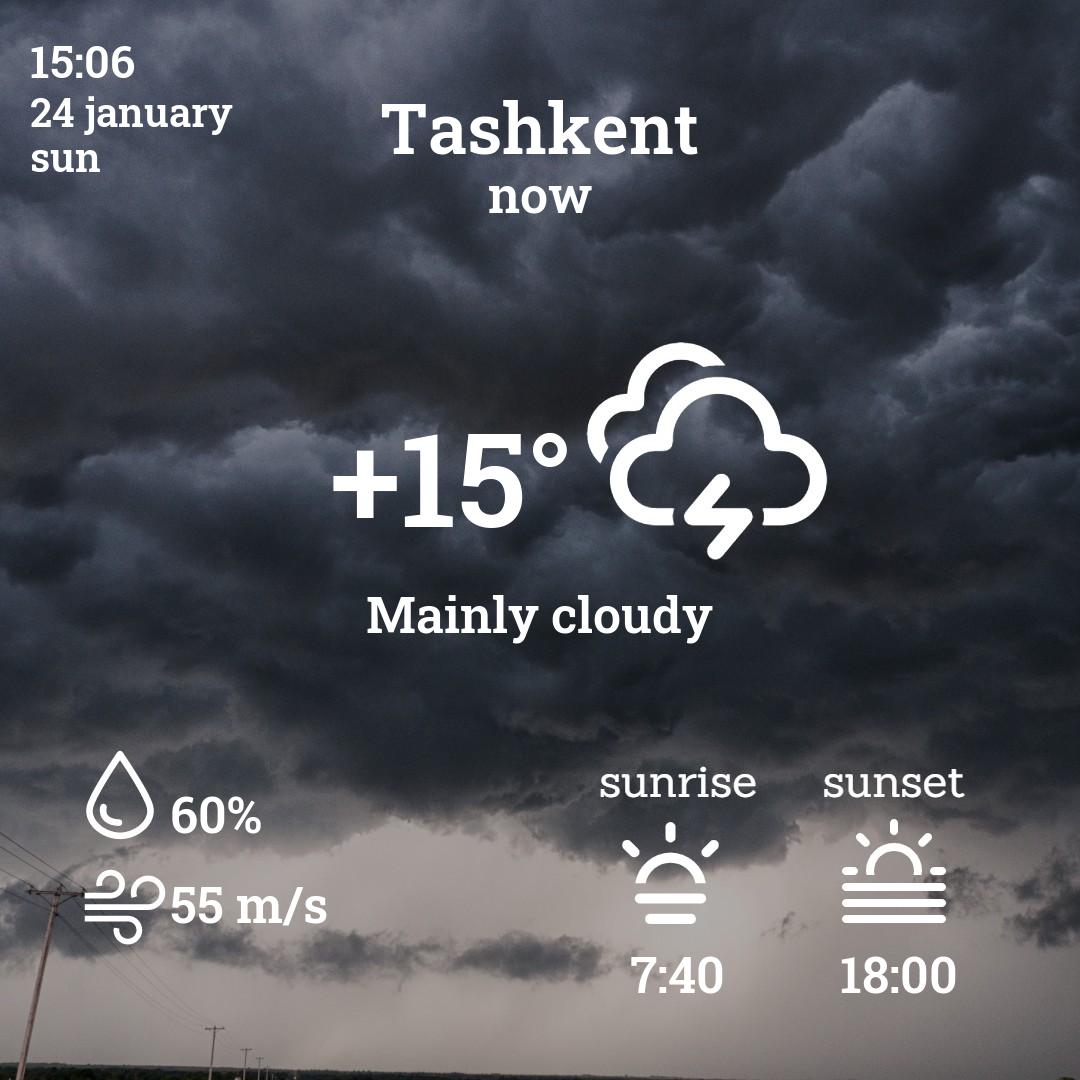 15:06
24 january
sun
Tashkent
now
+15°
Mainly cloudy
60%
55 m/s
sunrise
7:40
sunset
18:00